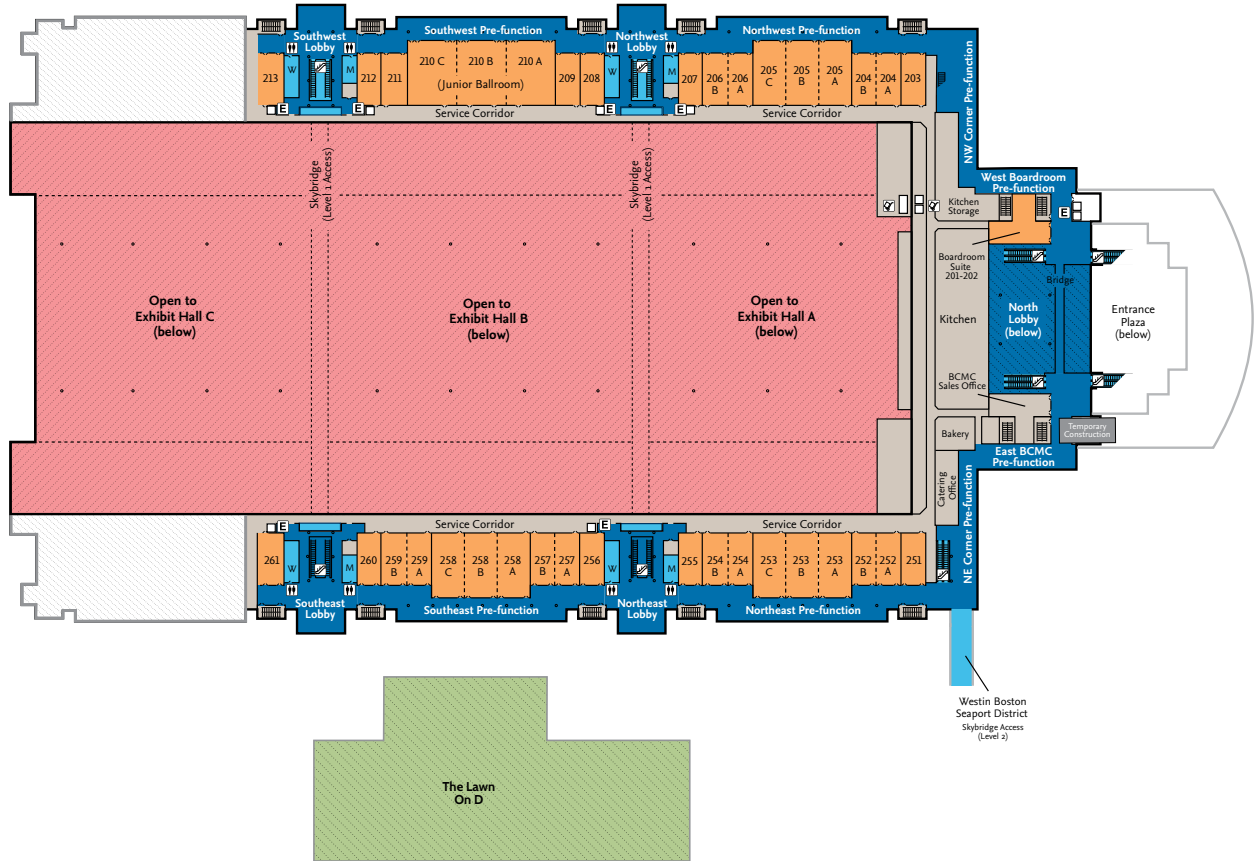 Southwest
Lobby
Southwest Pre-function
Northwest
Lobby
Northwest Pre-function
213
W
M
212
211
210 C
210 B
210 A
(Junior Ballroom)
209
208
W
M
207
206
B
206
A
205
C
205
B
205
A
204
B
204
A
203
E
E
E
E
Service Corridor
Service Corridor
NW Corner Pre-function
Skybridge
(Level 1 Access)
Skybridge
(Level 1 Access)
West Boardroom
Pre-function
Kitchen
Storage
E
Boardroom
Suite
201-202
Bridge
Open to
Exhibit Hall C
(below)
Open to
Exhibit Hall B
(below)
Open to
Exhibit Hall A
(below)
Kitchen
North
Lobby
(below)
Entrance
Plaza
(below)
BCMC
Sales Office
Bakery
Temporary
Construction
East BCMC
Pre-function
Catering
Office
NE Corner Pre-function
Service Corridor
Service Corridor
E
E
261
W
M
260
259
B
259
A
258
C
258
B
258
A
257
B
257
A
256
W
M
255
254
B
254
A
253
C
253
B
253
A
252
B
252
A
251
Southeast
Lobby
Southeast Pre-function
Northeast
Lobby
Northeast Pre-function
Westin Boston
Seaport District
Skybridge Access
(Level 2)
The Lawn
On D